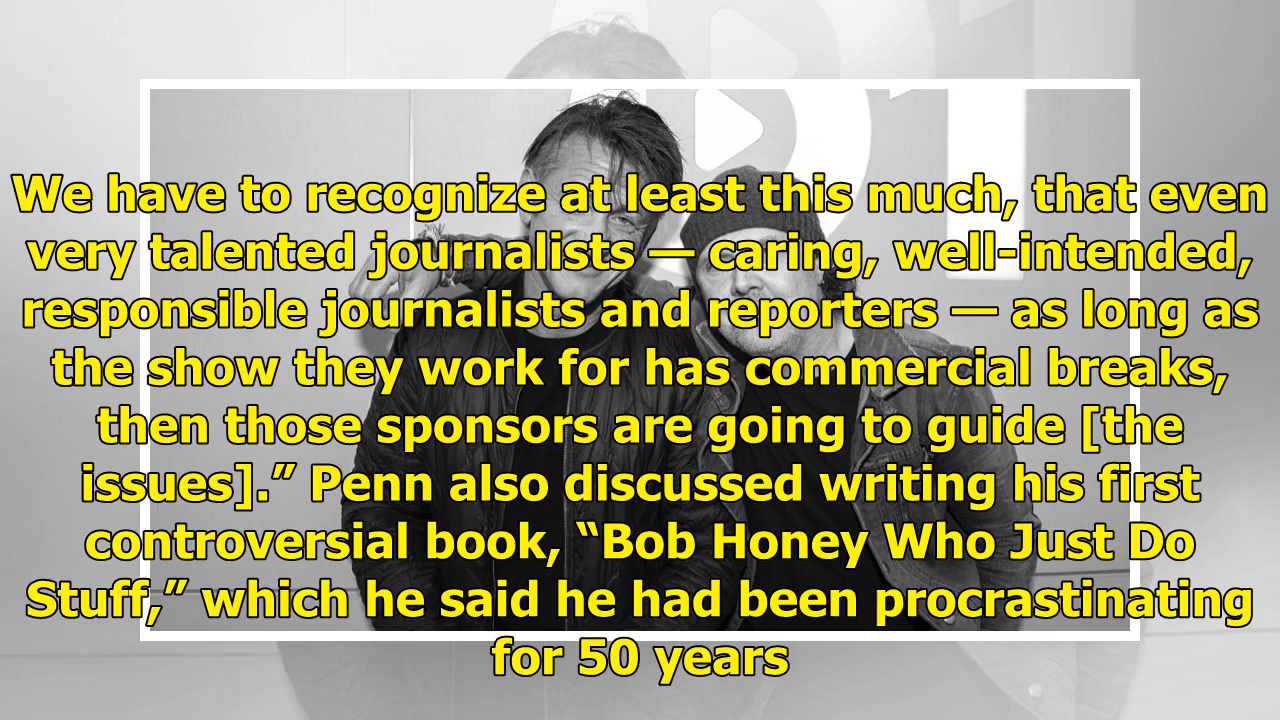 We have to recognize at least this much, that even
very talented journalists — caring, well-intended,
responsible journalists and reporters — as long as
the show they work for has commercial breaks,
then those sponsors are going to guide [the
issues].” Penn also discussed writing his first
controversial book, “Bob Honey Who Just Do
Stuff,” which he said he had been procrastinating
for 50 years